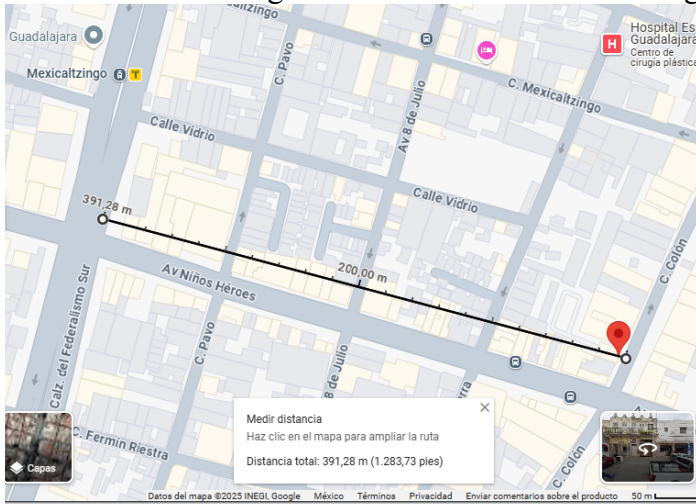 altzingo
Guadalajara
Hospital Es
Guadalajara
Centro de
cirugía plástica
Mexicaltzingo
T
H
C. Pavo
C. Mexicaltzingo
Av 8 de Julio
Calle Vidrio
Calle Vidrio
391,28 m
200,00 m
Av Niños Héroes
C. Colón
Calz. del Federalismo Sur
C. Pavo
8 de Julio
C. Fermín Riestra
C. Colón
Medir distancia
Haz clic en el mapa para ampliar la ruta
Distancia total: 391,28 m (1.283,73 pies)
Capas
Datos del mapa ©2025 INEGI, Google México Términos Privacidad Enviar comentarios sobre el producto 50 m